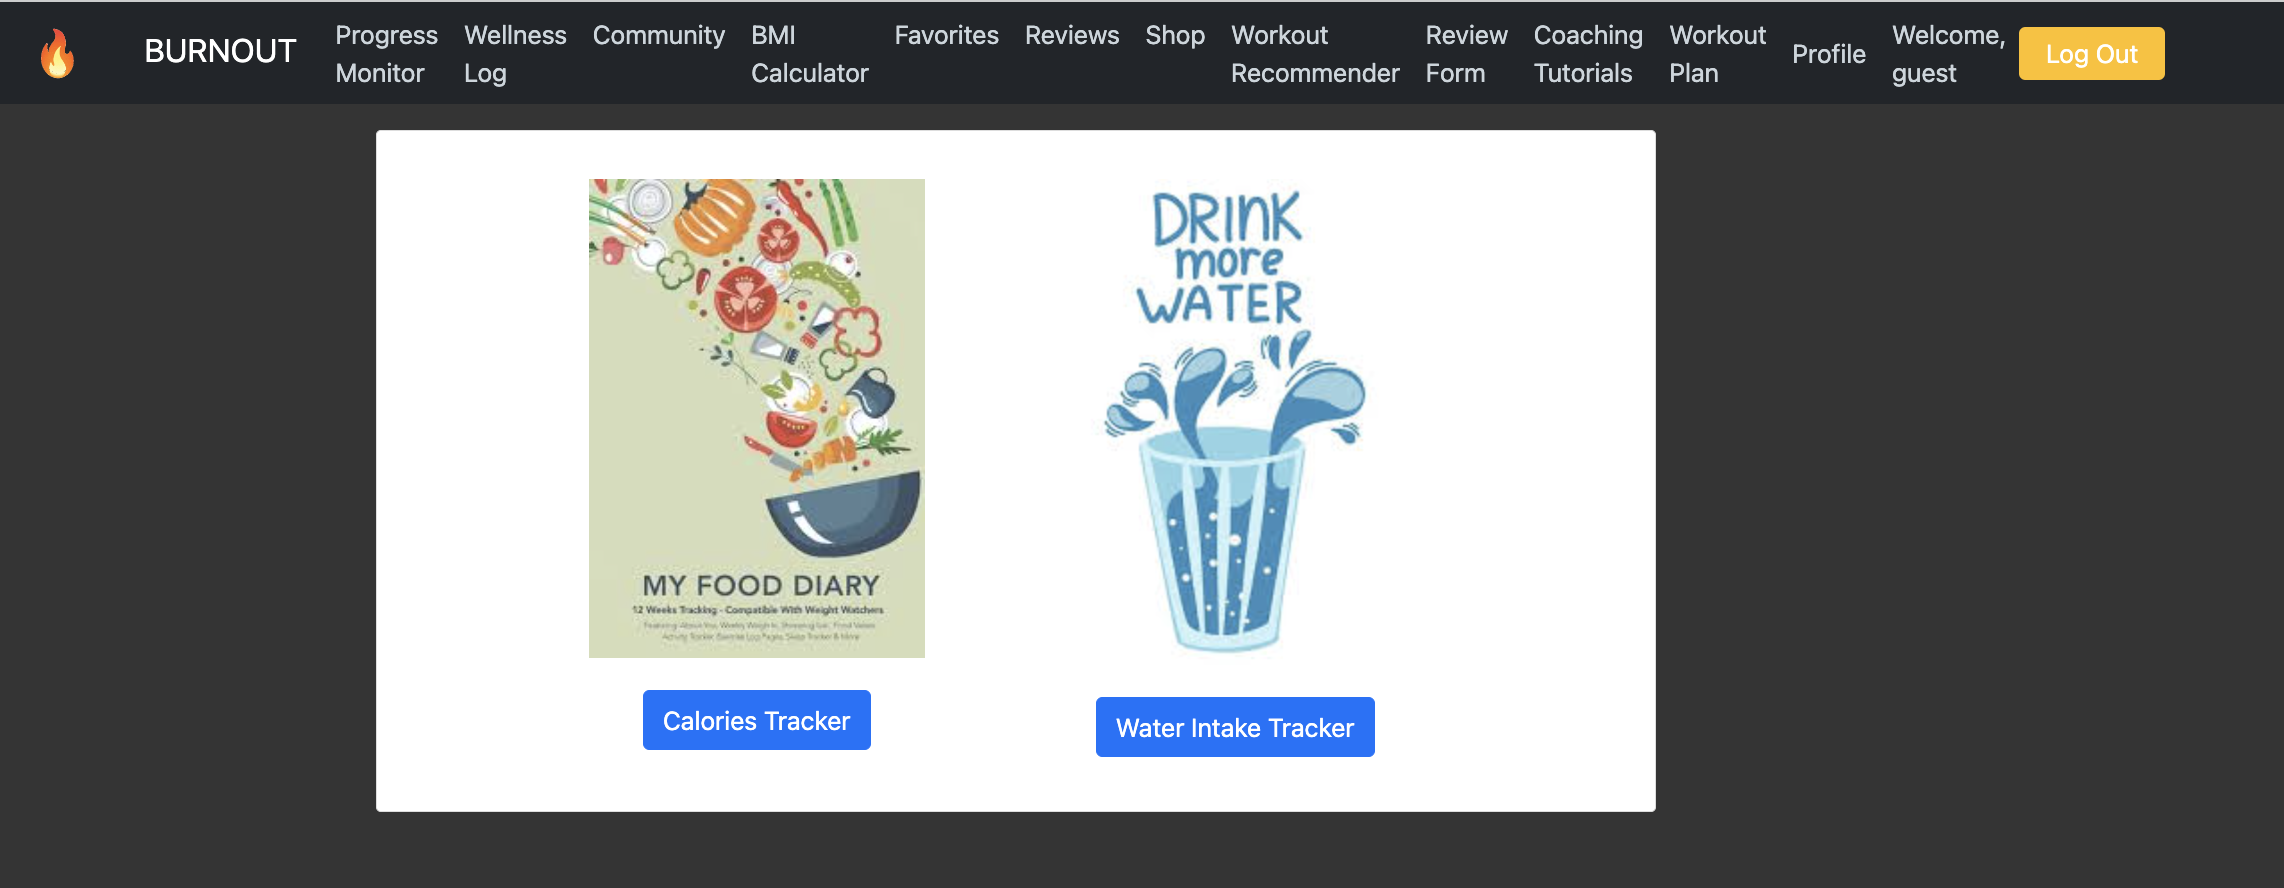 BURNOUT
Progress Monitor
Wellness Log
Community
BMI Calculator
Favorites
Reviews
Shop
Workout Recommender
Review Form
Coaching Tutorials
Workout Plan
Profile
Welcome, guest
Log Out
MY FOOD DIARY
12 Weeks Tracking - Compatible With Weight Watchers
DRINK
more
WATER
Calories Tracker
Water Intake Tracker